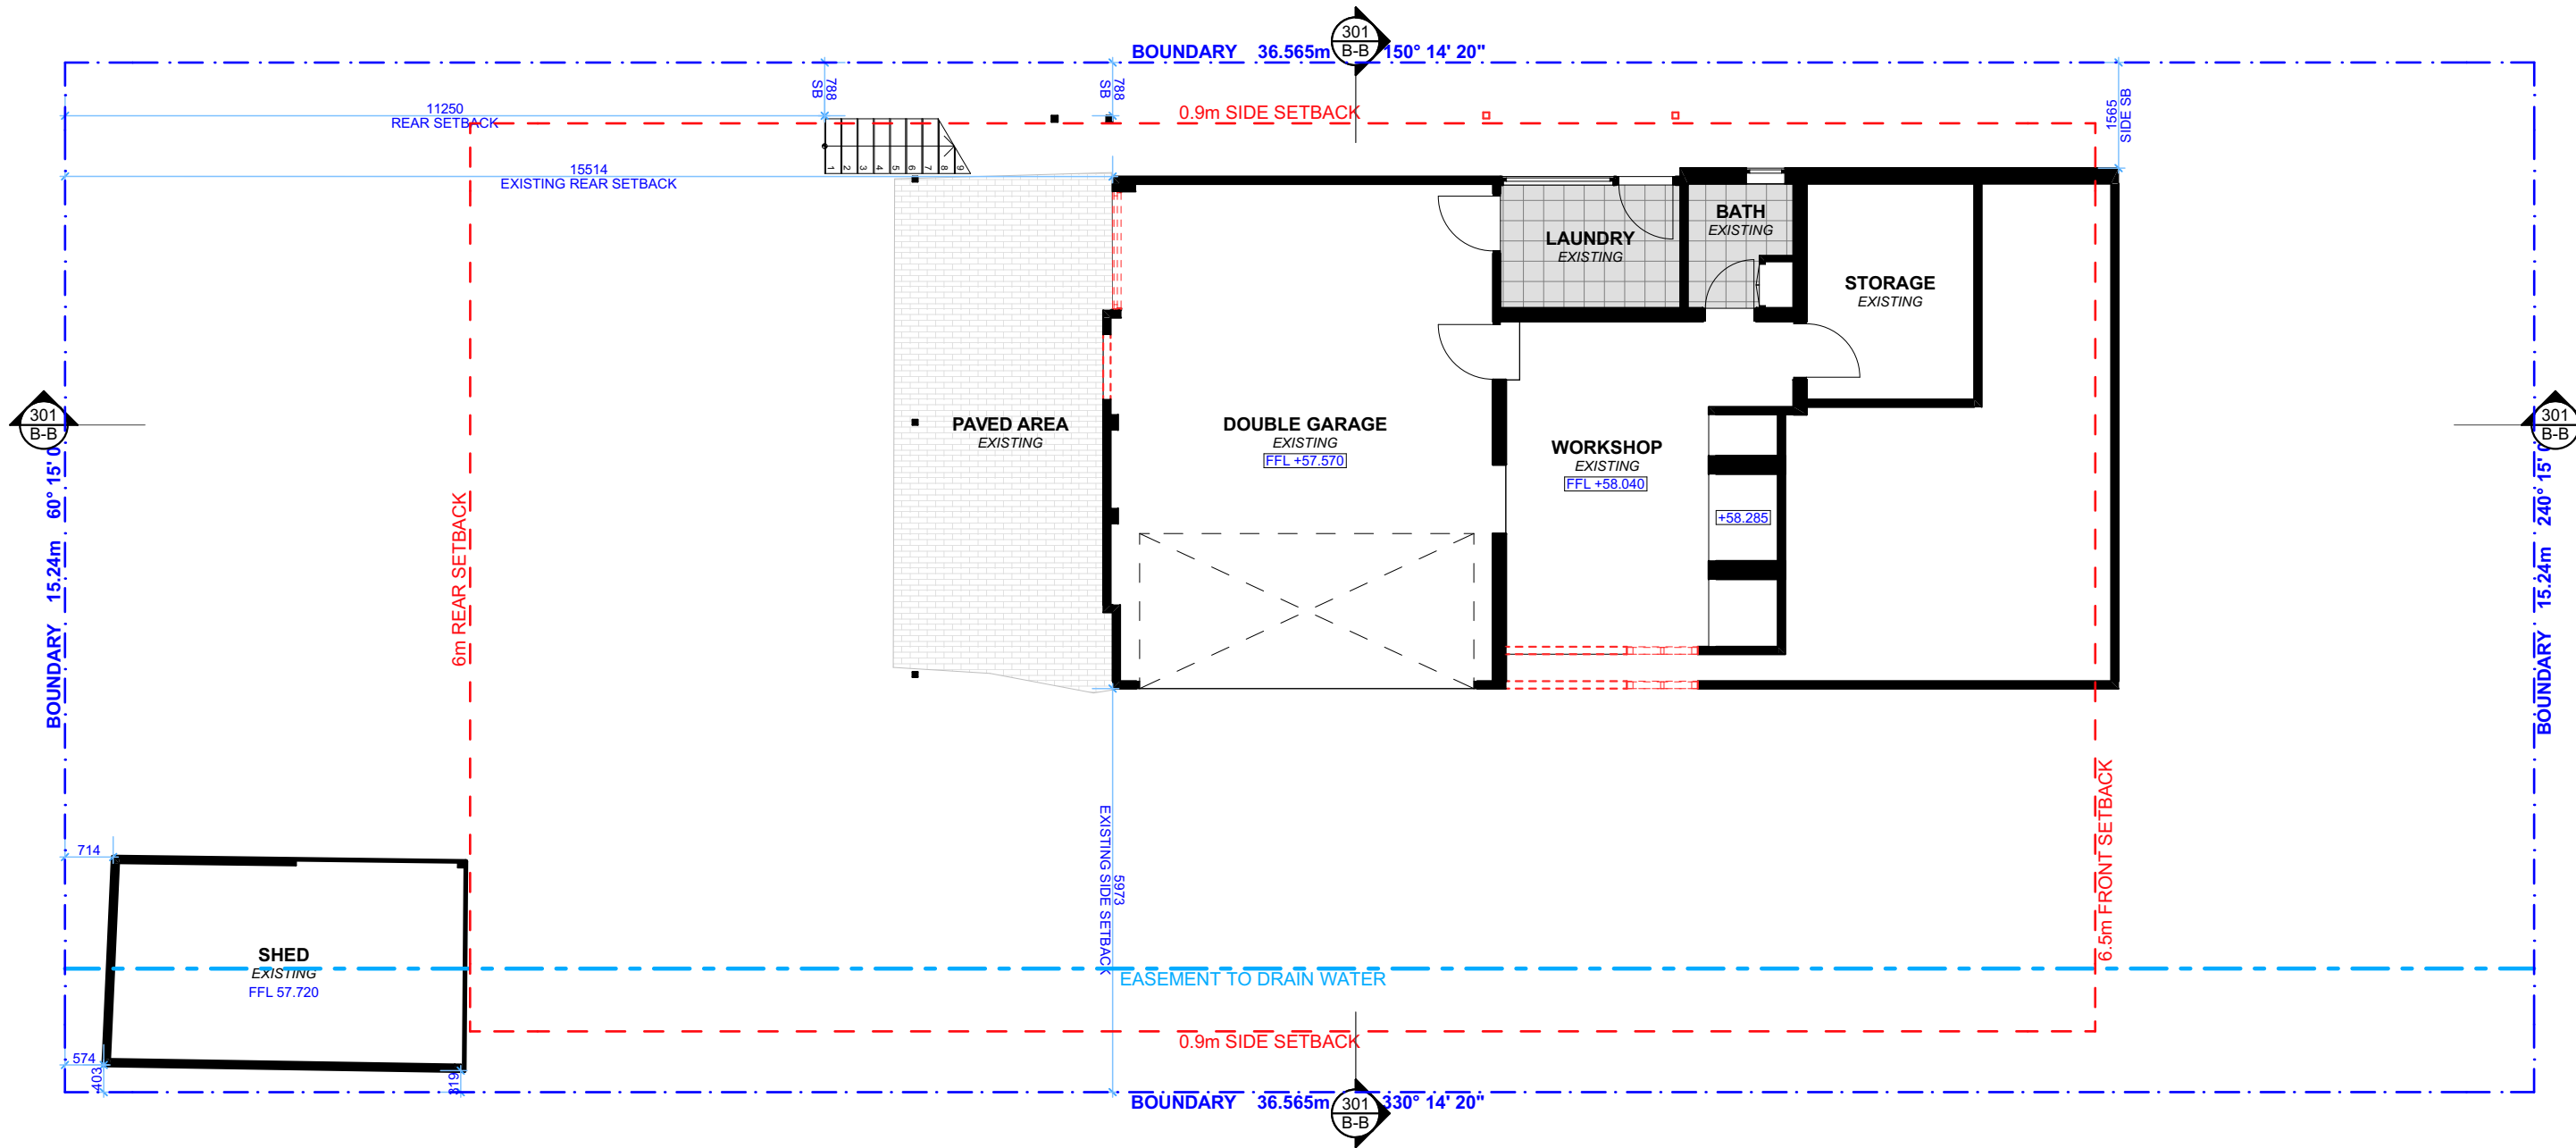 301
B-B
BOUNDARY 36.565m 150° 14' 20"
788
SB
788
SB
11250
REAR SETBACK
0.9m SIDE SETBACK
1565
SIDE SB
15514
EXISTING REAR SETBACK
1 2 3 4 5 6 7 8 9
BATH
EXISTING
LAUNDRY
EXISTING
STORAGE
EXISTING
301
B-B
PAVED AREA
EXISTING
DOUBLE GARAGE
EXISTING
FFL +57.570
WORKSHOP
EXISTING
FFL +58.040
+58.285
301
B-B
BOUNDARY 15.24m 60° 15'
6m REAR SETBACK
BOUNDARY 15.24m 240° 15'
6.5m FRONT SETBACK
714
5973
EXISTING SIDE SETBACK
SHED
EXISTING
FFL 57.720
EASEMENT TO DRAIN WATER
0.9m SIDE SETBACK
574
403
319
BOUNDARY 36.565m 330° 14' 20"
301
B-B